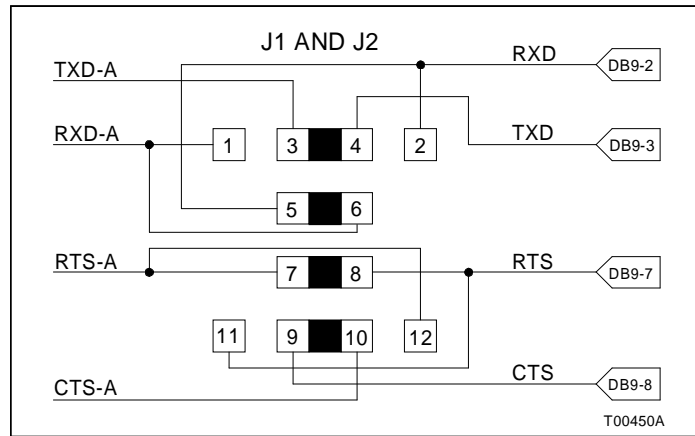 J1 AND J2
TXD-A
RXD
DB9-2
RXD-A
1
3
4
2
TXD
DB9-3
5
6
RTS-A
7
8
RTS
DB9-7
11
9
10
12
CTS-A
CTS
DB9-8
T00450A